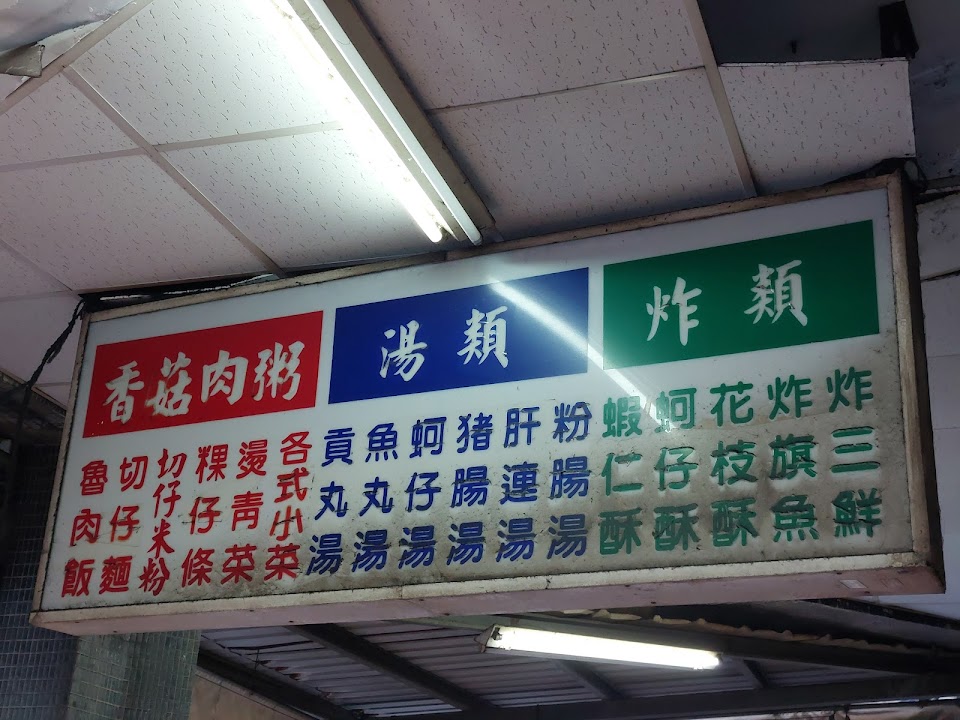 香菇肉粥
魯肉飯
切仔麵
切仔米粉
粿仔條
燙青菜
各式小菜
湯類
貢丸湯
魚丸湯
蚵仔湯
猪腸湯
肝連湯
粉腸湯
炸類
蝦仁酥
蚵仔酥
花枝酥
炸旗魚
炸三鮮